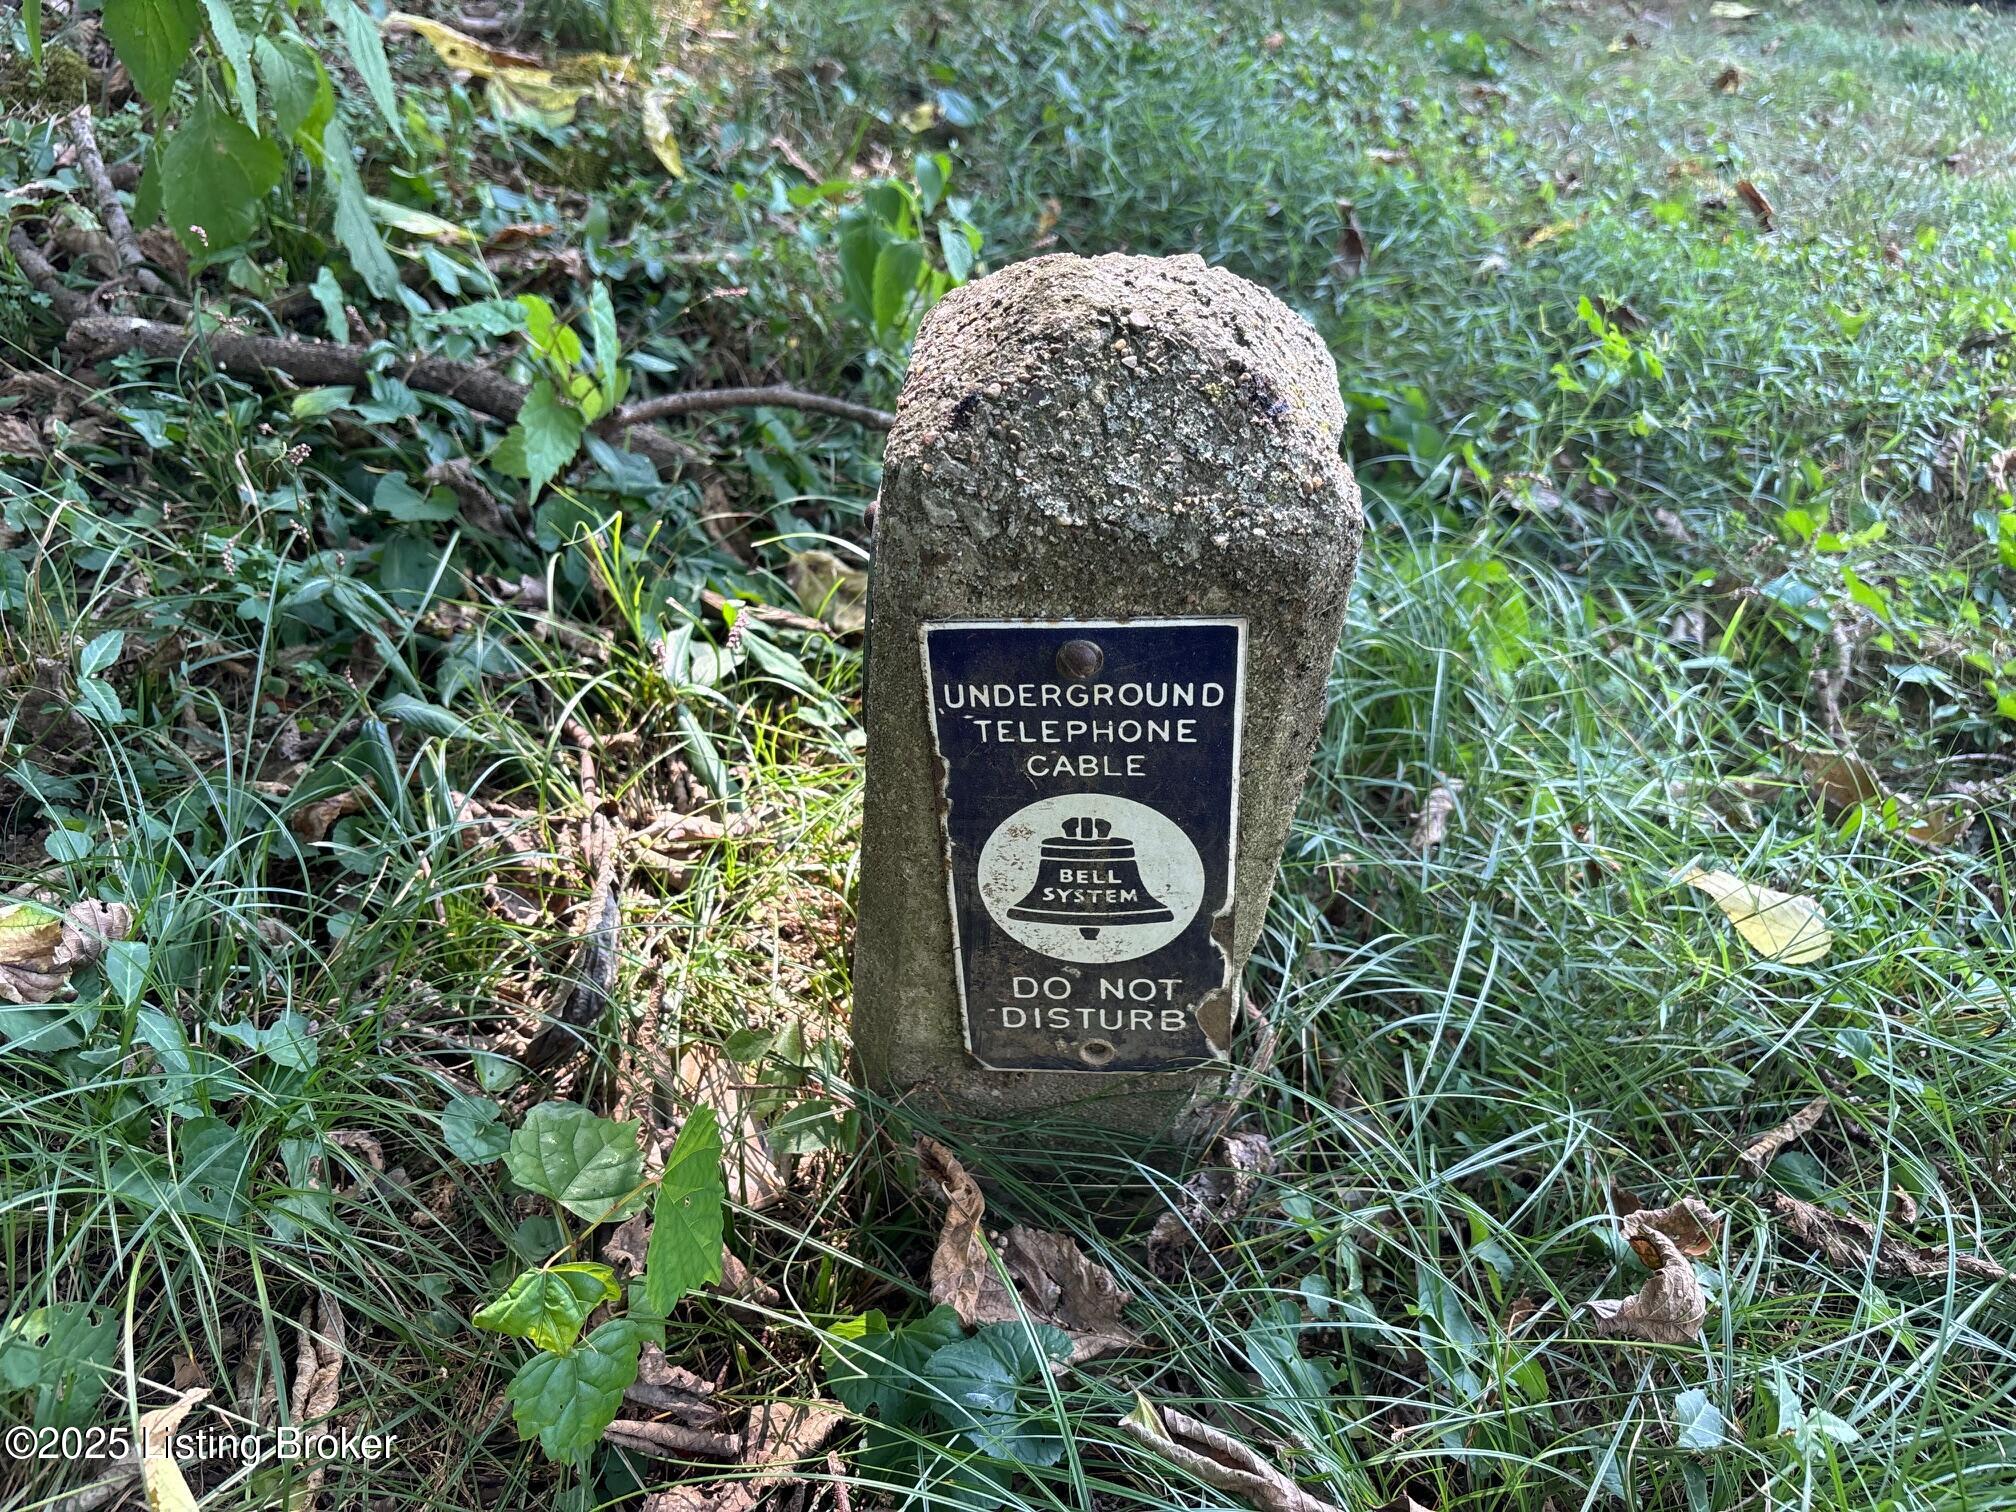 UNDERGROUND
TELEPHONE
CABLE
BELL
SYSTEM
DO NOT
DISTURB
©2025 Listing Broker